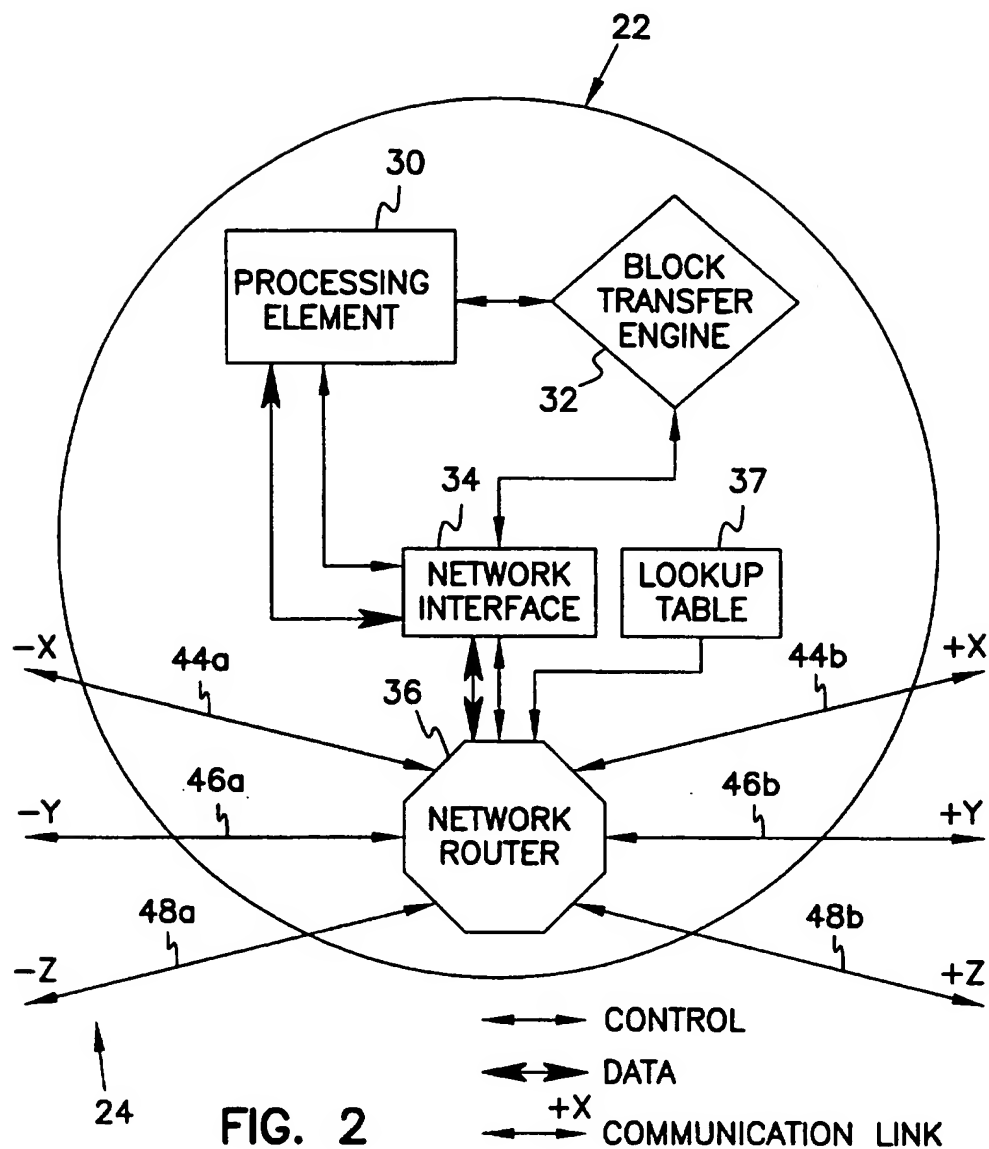 22
30
PROCESSING
ELEMENT
BLOCK
TRANSFER
ENGINE
32
34
37
NETWORK
INTERFACE
LOOKUP
TABLE
−X
44a
36
44b
+X
−Y
46a
NETWORK
ROUTER
46b
+Y
−Z
48a
48b
+Z
24
CONTROL
DATA
+X
COMMUNICATION LINK
FIG. 2